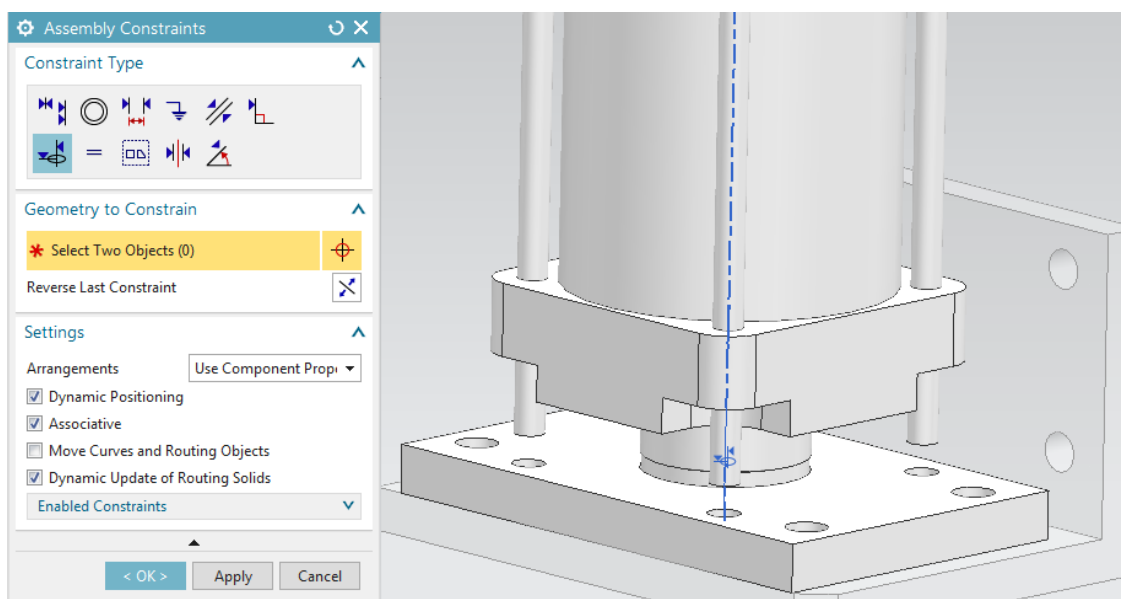 Assembly Constraints
Constraint Type
Geometry to Constrain
* Select Two Objects (0)
Reverse Last Constraint
Settings
Arrangements Use Component Prop
Dynamic Positioning
Associative
Move Curves and Routing Objects
Dynamic Update of Routing Solids
Enabled Constraints
< OK > Apply Cancel